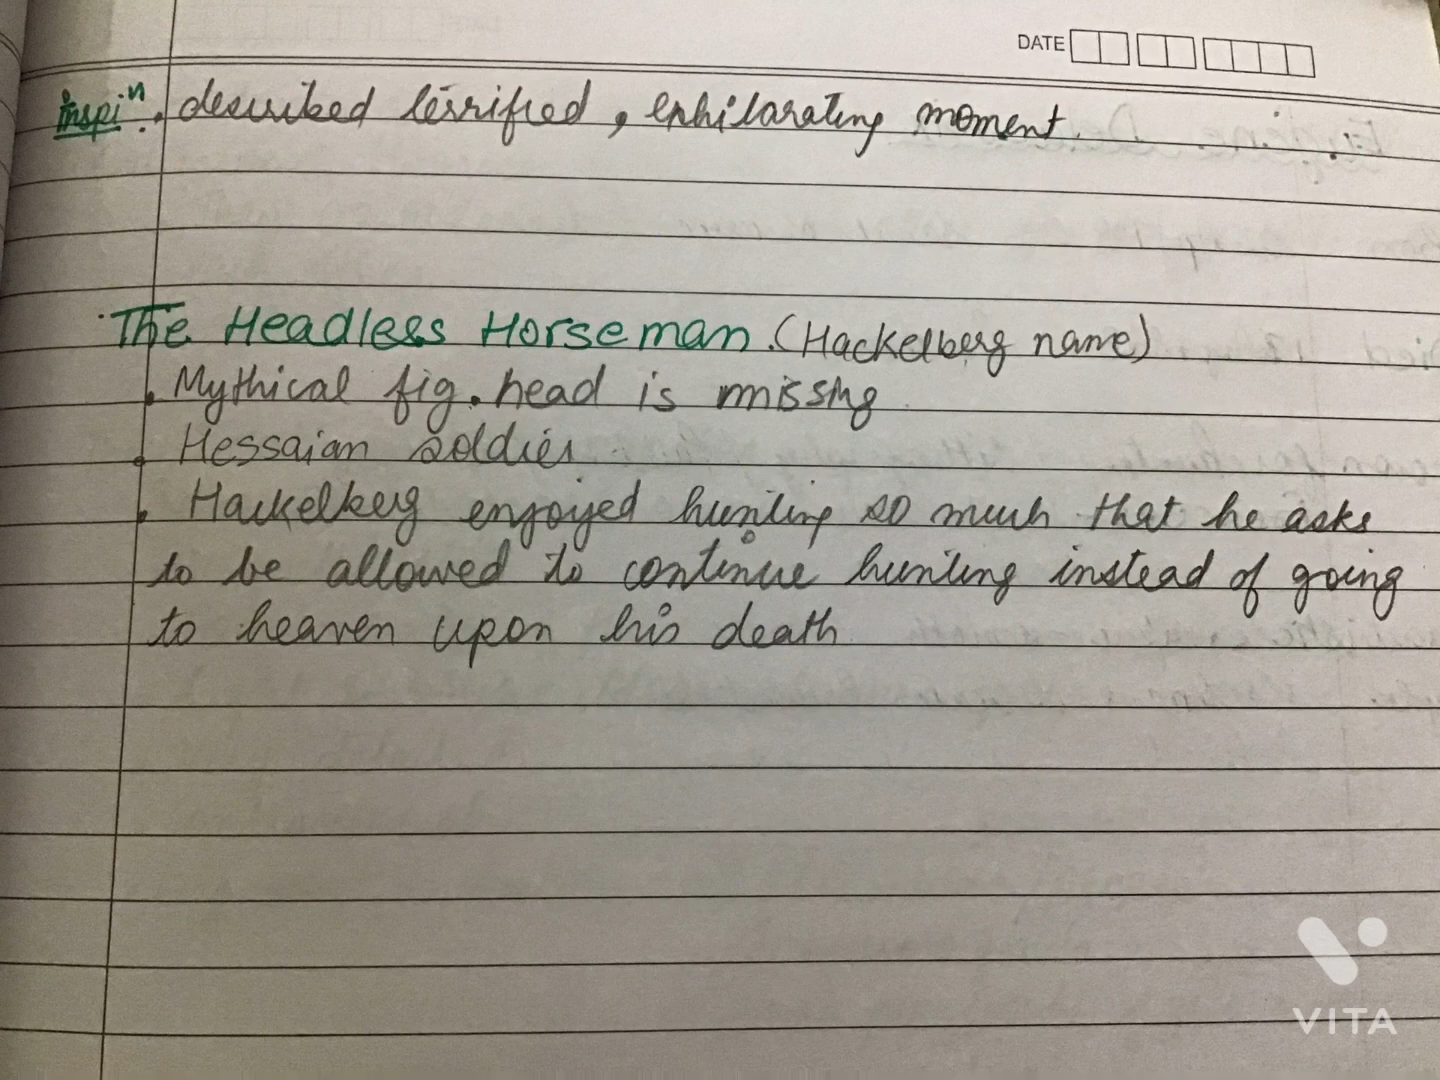 DATE
inspiⁿ. described terrified, exhilarating moment.
The Headless Horseman. (Hackelberg name)
. Mythical fig. head is missing
. Hessaian soldier
. Hackelberg enjoyed hunting so much that he asks
to be allowed to continue hunting instead of going
to heaven upon his death
VITA